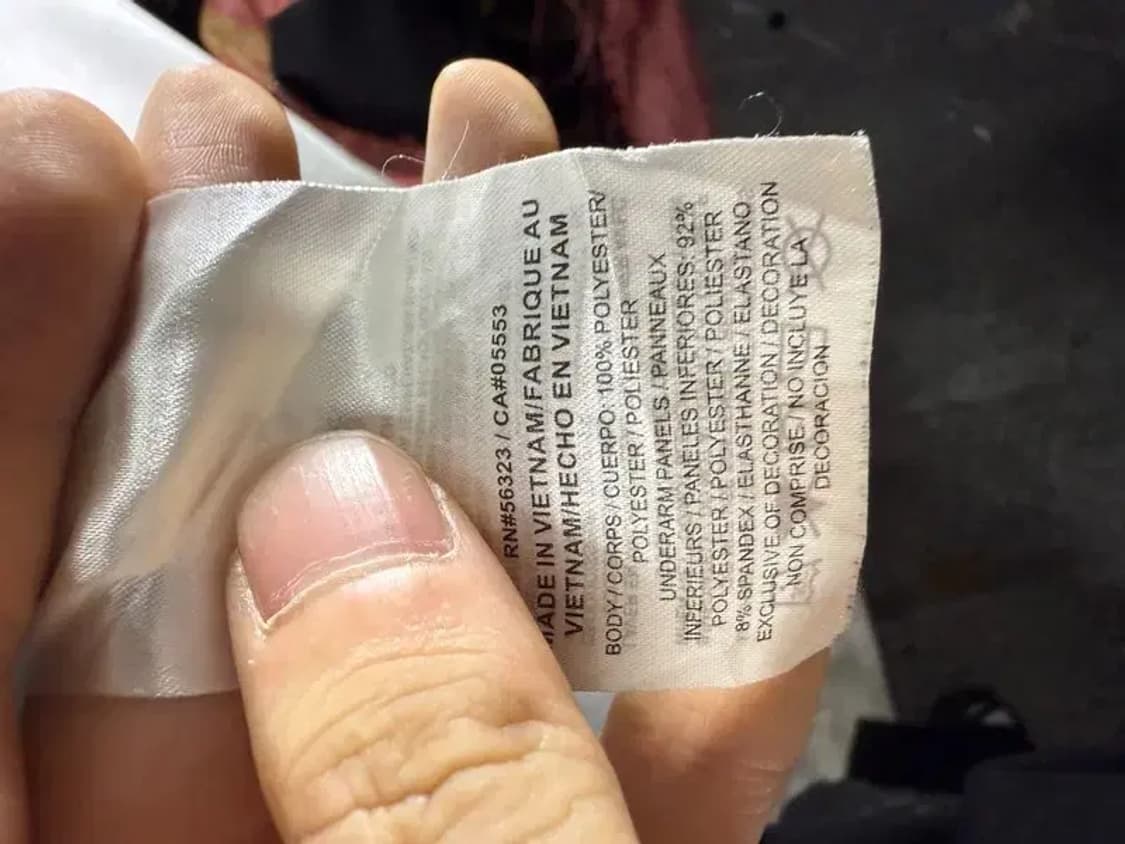 RN#56323 / CA#05553
MADE IN VIETNAM/FABRIQUE AU
VIETNAM/HECHO EN VIETNAM
BODY / CORPS / CUERPO: 100% POLYESTER/
POLYESTER / POLIESTER
UNDERARM PANELS / PANNEAUX
INFERIEURS / PANELES INFERIORES: 92%
POLYESTER / POLYESTER / POLIESTER
8% SPANDEX / ELASTHANNE / ELASTANO
EXCLUSIVE OF DECORATION / DECORATION
NON COMPRISE / NO INCLUYE LA
DECORACION